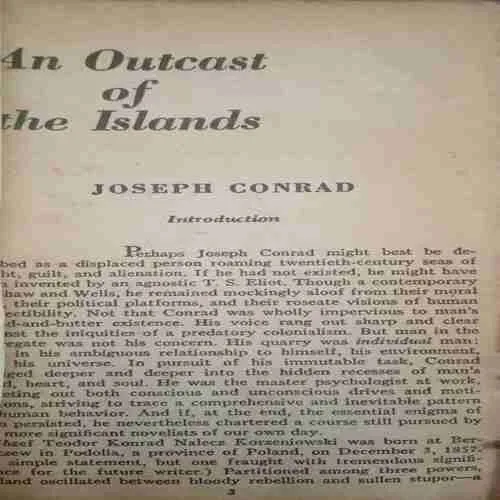 An Outcast
of
the Islands
JOSEPH CONRAD
Introduction
Perhaps Joseph Conrad might best be de-
bed as a displaced person roaming twentieth-century seas of
ht, guilt, and alienation. If he had not existed, he might have
n invented by an agnostic T. S. Eliot. Though a contemporary
haw and Wells, he remained mockingly aloof from their moral
, their political platforms, and their roseate visions of human
ectibility. Not that Conrad was wholly impervious to man's
d-and-butter existence. His voice rang out sharp and clear
nst the iniquities of a predatory colonialism. But man in the
regate was not his concern. His quarry was individual man:
in his ambiguous relationship to himself, his environment,
his universe. In pursuit of his immutable task, Conrad
nged deeper and deeper into the hidden recesses of man's
d, heart, and soul. He was the master psychologist at work,
eting out both conscious and unconscious drives and moti-
ons, striving to trace a comprehensive and inevitable pattern
human behavior. And if, at the end, the essential enigma of
n persisted, he nevertheless chartered a course still pursued by
more significant novelists of our own day.
hsef Teodor Konrad Nalecz Korzeniowski was born at Ber-
zew in Podolia, a province of Poland, on December 3, 1857.
simple statement, but one fraught with tremendous signifi-
nce for the future writer.) Partitioned among three powers,
land oscillated between bloody rebellion and sullen stupor—a
3